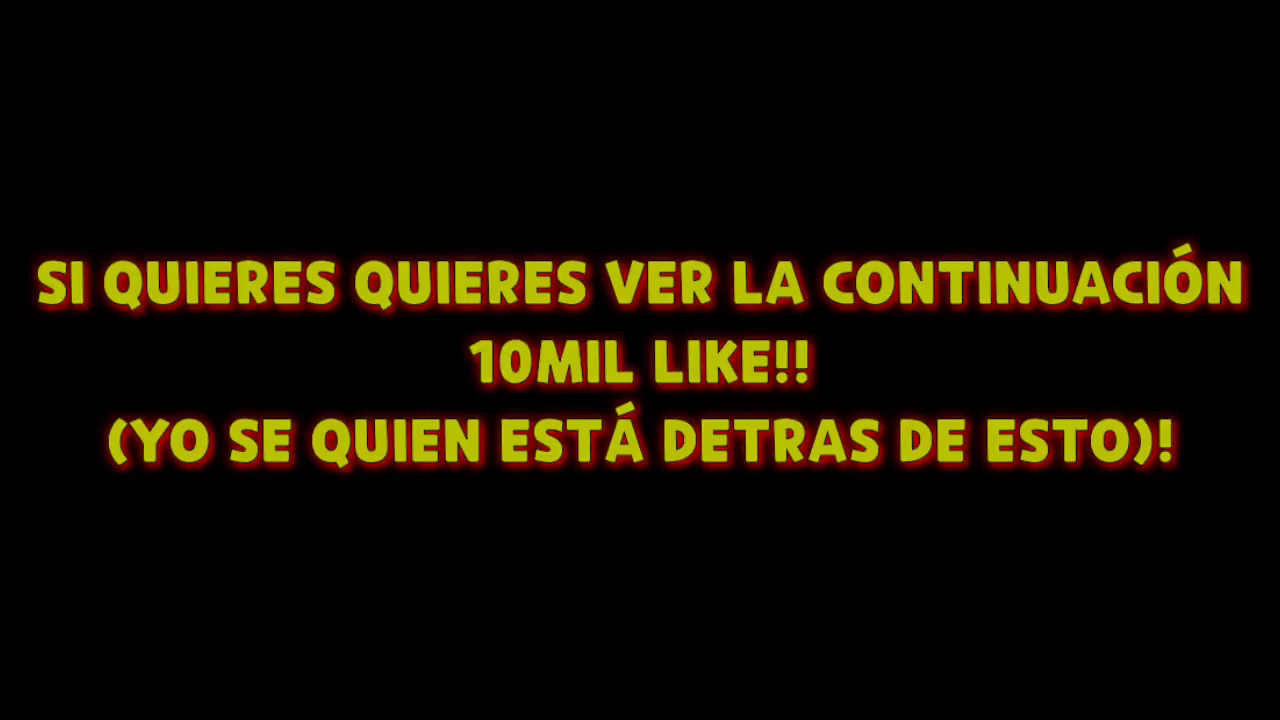 SI QUIERES QUIERES VER LA CONTINUACIÓN
10MIL LIKE!!
(YO SE QUIEN ESTÁ DETRAS DE ESTO)!